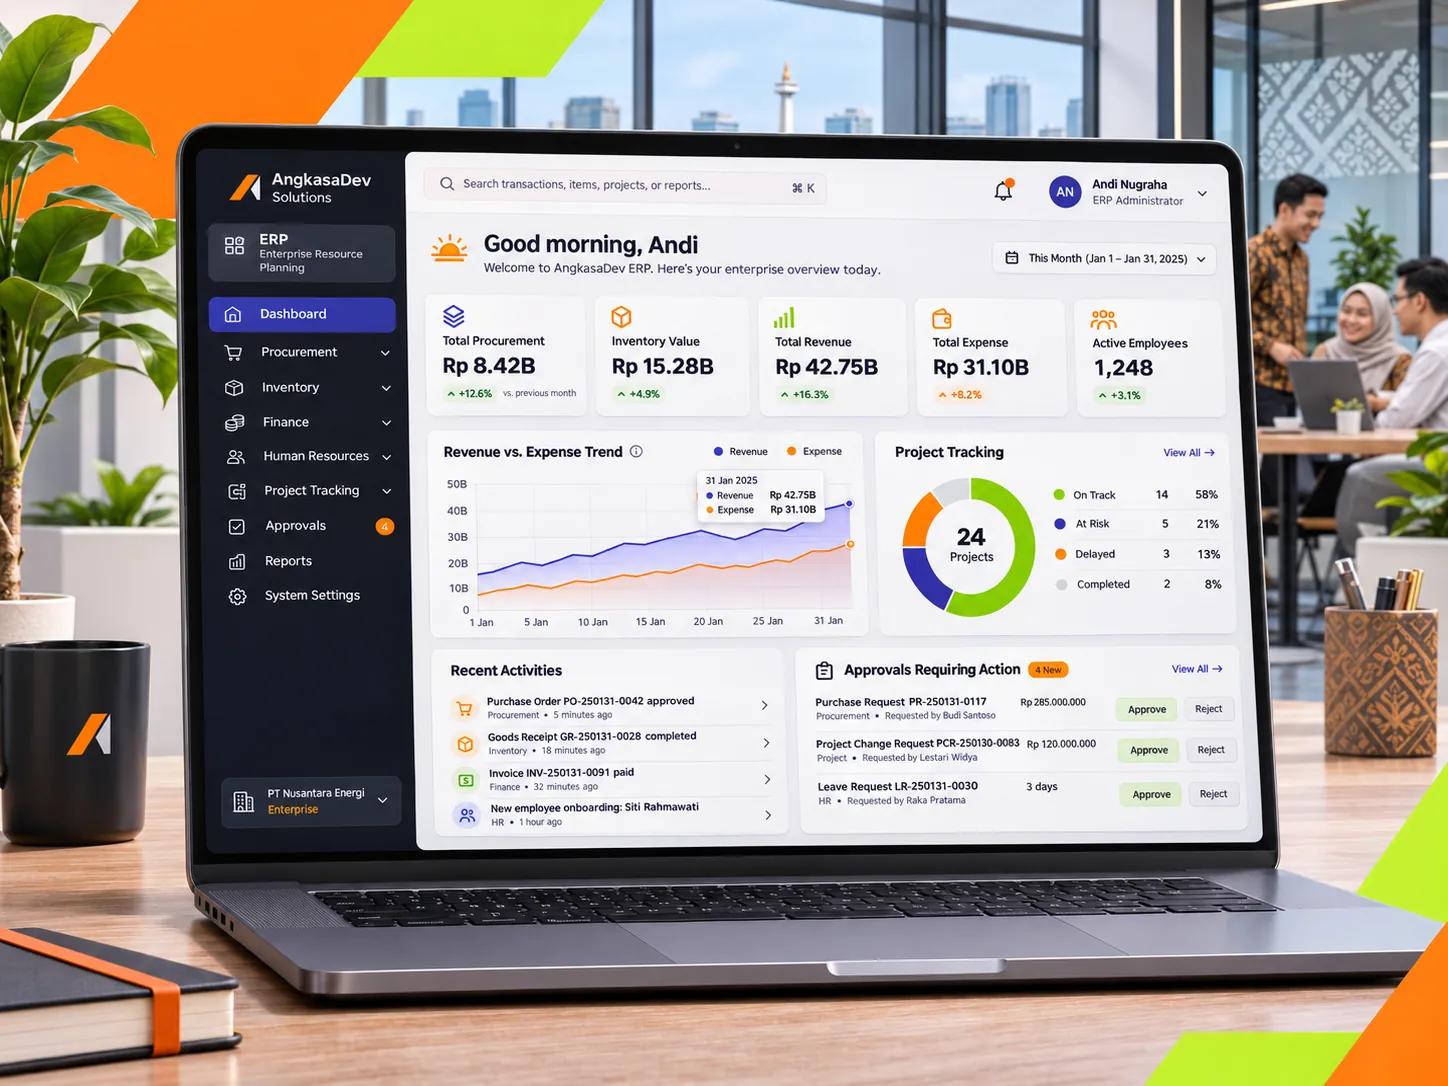 AngkasaDev
Solutions
ERP
Enterprise Resource
Planning
Dashboard
Procurement
Inventory
Finance
Human Resources
Project Tracking
Approvals
4
Reports
System Settings
PT Nusantara Energi
Enterprise
Search transactions, items, projects, or reports...
⌘ K
AN
Andi Nugraha
ERP Administrator
Good morning, Andi
Welcome to AngkasaDev ERP. Here's your enterprise overview today.
This Month (Jan 1 – Jan 31, 2025)
Total Procurement
Rp 8.42B
+12.6% vs. previous month
Inventory Value
Rp 15.28B
+4.9%
Total Revenue
Rp 42.75B
+16.3%
Total Expense
Rp 31.10B
+8.2%
Active Employees
1,248
+3.1%
Revenue vs. Expense Trend
Revenue
Expense
50B
40B
30B
20B
10B
0
1 Jan
5 Jan
10 Jan
15 Jan
20 Jan
25 Jan
31 Jan
31 Jan 2025
Revenue Rp 42.75B
Expense Rp 31.10B
Project Tracking
View All →
24
Projects
On Track 14 58%
At Risk 5 21%
Delayed 3 13%
Completed 2 8%
Recent Activities
Purchase Order PO-250131-0042 approved
Procurement • 5 minutes ago
Goods Receipt GR-250131-0028 completed
Inventory • 18 minutes ago
Invoice INV-250131-0091 paid
Finance • 32 minutes ago
New employee onboarding: Siti Rahmawati
HR • 1 hour ago
Approvals Requiring Action
4 New
View All →
Purchase Request PR-250131-0117 Rp 285.000.000
Procurement • Requested by Budi Santoso
Approve
Reject
Project Change Request PCR-250130-0083 Rp 120.000.000
Project • Requested by Lestari Widya
Approve
Reject
Leave Request LR-250131-0030 3 days
HR • Requested by Raka Pratama
Approve
Reject